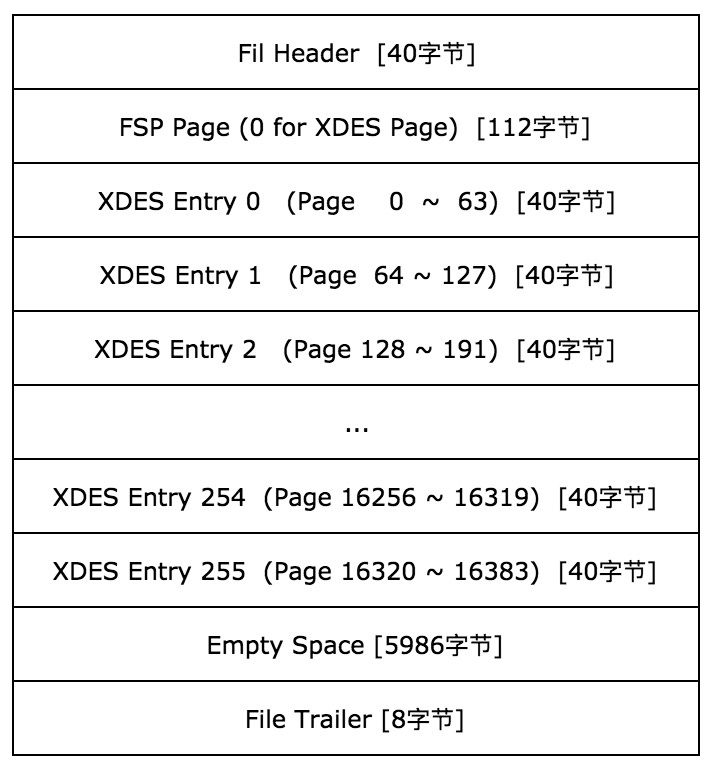 Fil Header [40字节]
FSP Page (0 for XDES Page) [112字节]
XDES Entry 0 (Page 0 ~ 63) [40字节]
XDES Entry 1 (Page 64 ~ 127) [40字节]
XDES Entry 2 (Page 128 ~ 191) [40字节]
...
XDES Entry 254 (Page 16256 ~ 16319) [40字节]
XDES Entry 255 (Page 16320 ~ 16383) [40字节]
Empty Space [5986字节]
File Trailer [8字节]